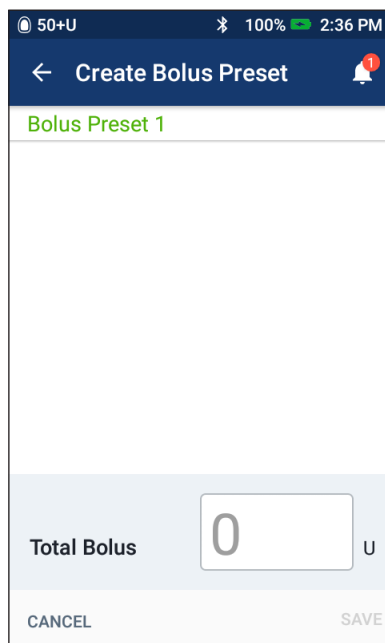 50+U 100% 2:36 PM
Create Bolus Preset 1
Bolus Preset 1
Total Bolus 0 U
CANCEL SAVE